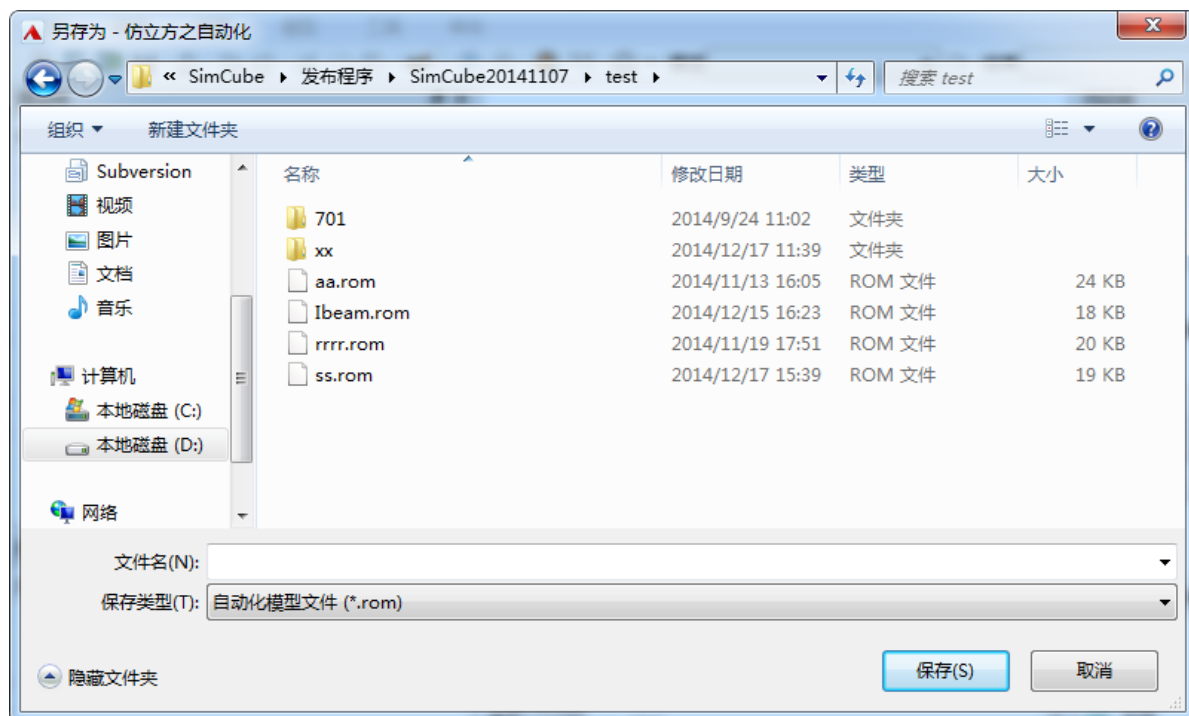 另存为 - 仿立方之自动化
« SimCube ▸ 发布程序 ▸ SimCube20141107 ▸ test ▸
搜索 test
组织 新建文件夹
Subversion
视频
图片
文档
音乐
计算机
本地磁盘 (C:)
本地磁盘 (D:)
网络
名称 修改日期 类型 大小
701 2014/9/24 11:02 文件夹
xx 2014/12/17 11:39 文件夹
aa.rom 2014/11/13 16:05 ROM 文件 24 KB
Ibeam.rom 2014/12/15 16:23 ROM 文件 18 KB
rrrr.rom 2014/11/19 17:51 ROM 文件 20 KB
ss.rom 2014/12/17 15:39 ROM 文件 19 KB
文件名(N):
保存类型(T): 自动化模型文件 (*.rom)
隐藏文件夹 保存(S) 取消